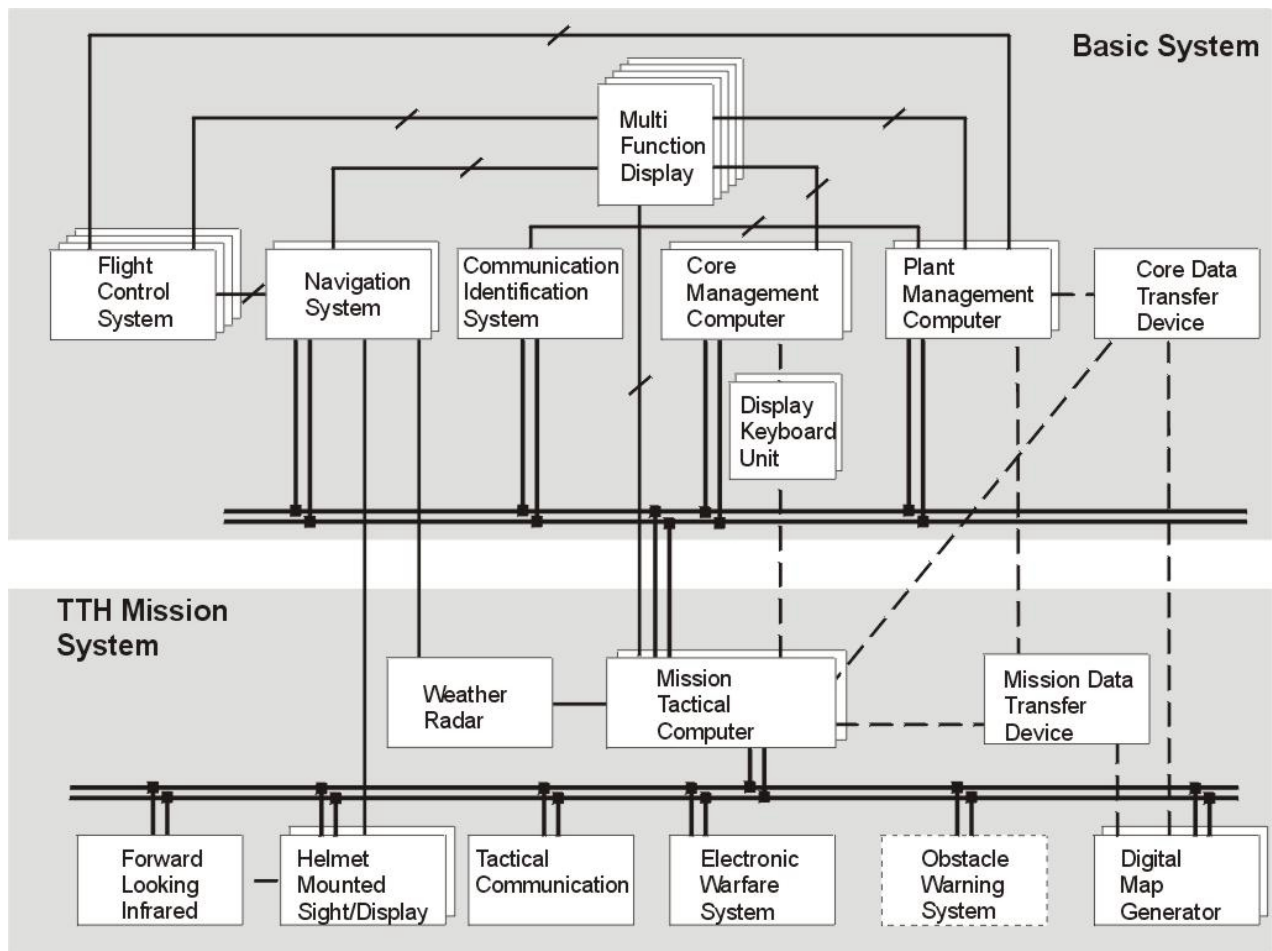 Basic System
Multi
Function
Display
Flight
Control
System
Navigation
System
Communication
Identification
System
Core
Management
Computer
Plant
Management
Computer
Core Data
Transfer
Device
Display
Keyboard
Unit
TTH Mission
System
Weather
Radar
Mission
Tactical
Computer
Mission Data
Transfer
Device
Forward
Looking
Infrared
Helmet
Mounted
Sight/Display
Tactical
Communication
Electronic
Warfare
System
Obstacle
Warning
System
Digital
Map
Generator